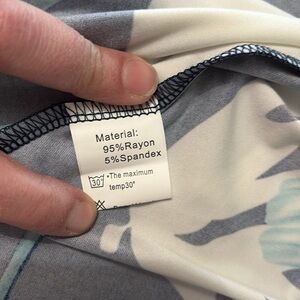 Material:
95%Rayon
5%Spandex
30°
•The maximum
temp30°